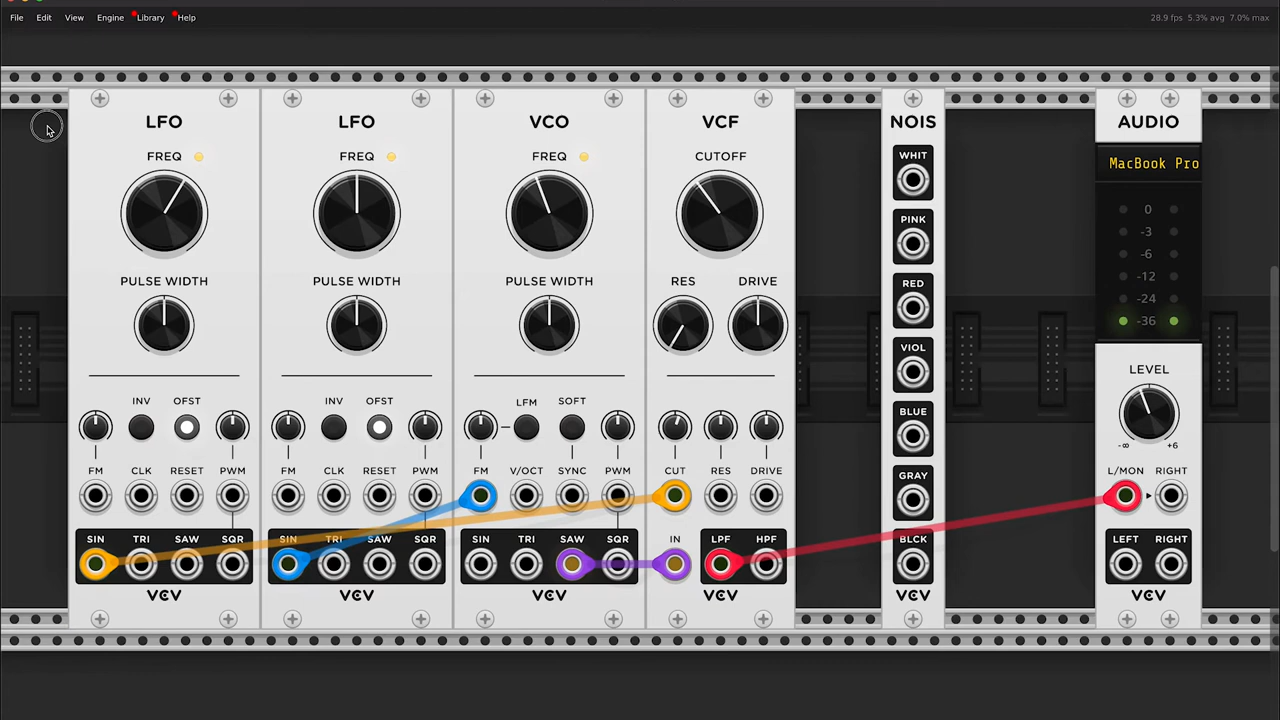 File Edit View Engine Library Help 28.9 fps 5.3% avg 7.0% max
LFO LFO VCO VCF NOIS AUDIO
FREQ FREQ FREQ CUTOFF WHIT MacBook Pro
0
PINK -3
-6
PULSE WIDTH PULSE WIDTH PULSE WIDTH RES DRIVE RED -12
-24
-36
VIOL LEVEL
INV OFST INV OFST LFM SOFT BLUE
-∞ +6
FM CLK RESET PWM FM CLK RESET PWM FM V/OCT SYNC PWM CUT RES DRIVE GRAY L/MON RIGHT
SIN TRI SAW SQR SIN TRI SAW SQR SIN TRI SAW SQR IN LPF HPF BLCK LEFT RIGHT
VCV VCV VCV VCV VCV VCV